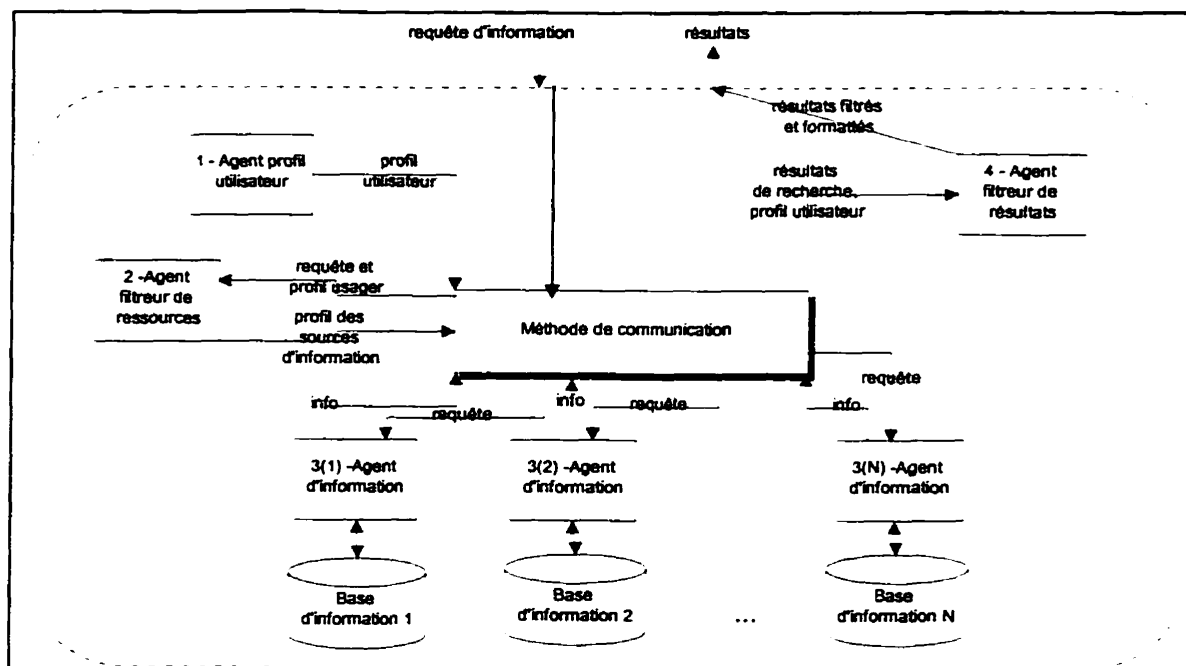 requête d'information
résultats
résultats filtrés
et formattés
1 - Agent profil
utilisateur
profil
utilisateur
résultats
de recherche,
profil utilisateur
4 - Agent
filtreur de
résultats
2 -Agent
filtreur de
ressources
requête et
profil usager
profil des
sources
d'information
Méthode de communication
requête
info
requête
info
requête
info
3(1) -Agent
d'information
3(2) -Agent
d'information
3(N) -Agent
d'information
Base
d'information 1
Base
d'information 2
...
Base
d'information N